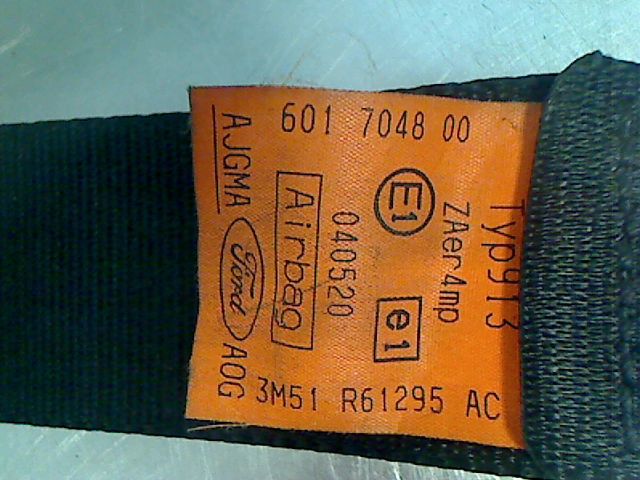 601 7048 00
Typ913
ZAer4mp
E1 e1
040520
Airbag
AJGMA Ford AOG
3M51 R61295 AC